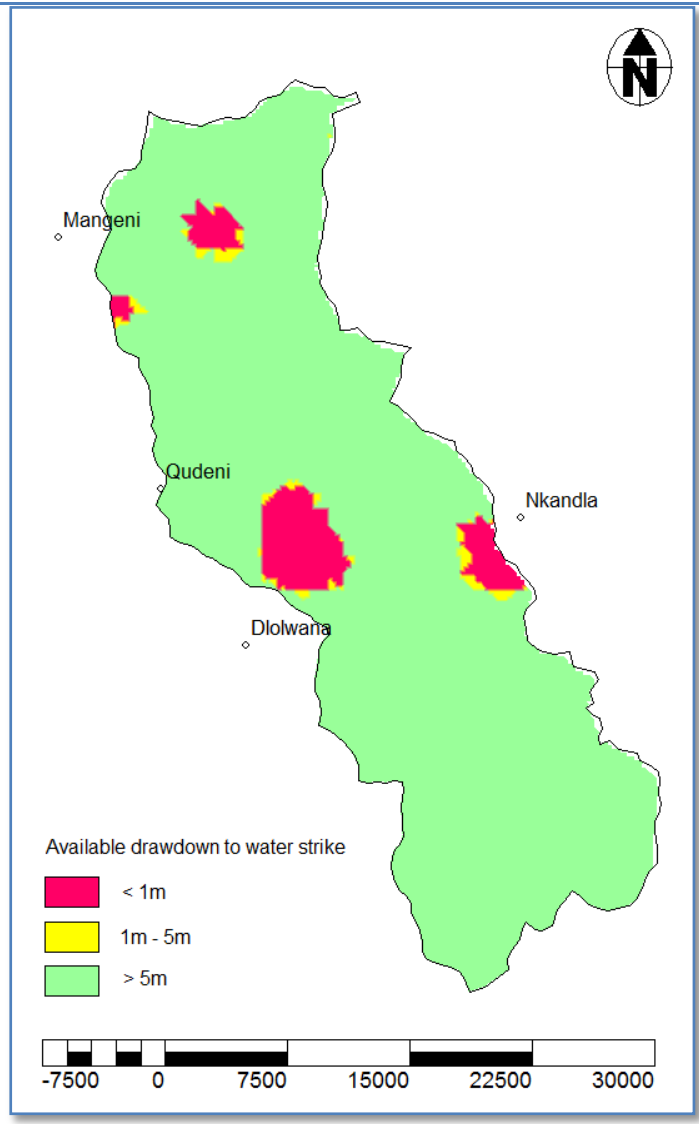 N
Mangeni
Qudeni
Nkandla
Dlolwana
Available drawdown to water strike
< 1m
1m - 5m
> 5m
-7500 0 7500 15000 22500 30000